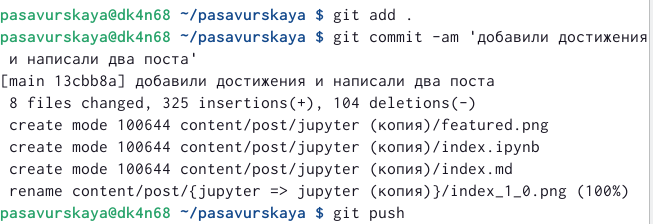 pasavurskaya@dk4n68 ~/pasavurskaya $ git add .
pasavurskaya@dk4n68 ~/pasavurskaya $ git commit -am 'добавили достижения
 и написали два поста'
[main 13cbb8a] добавили достижения и написали два поста
 8 files changed, 325 insertions(+), 104 deletions(-)
 create mode 100644 content/post/jupyter (копия)/featured.png
 create mode 100644 content/post/jupyter (копия)/index.ipynb
 create mode 100644 content/post/jupyter (копия)/index.md
 rename content/post/{jupyter => jupyter (копия)}/index_1_0.png (100%)
pasavurskaya@dk4n68 ~/pasavurskaya $ git push